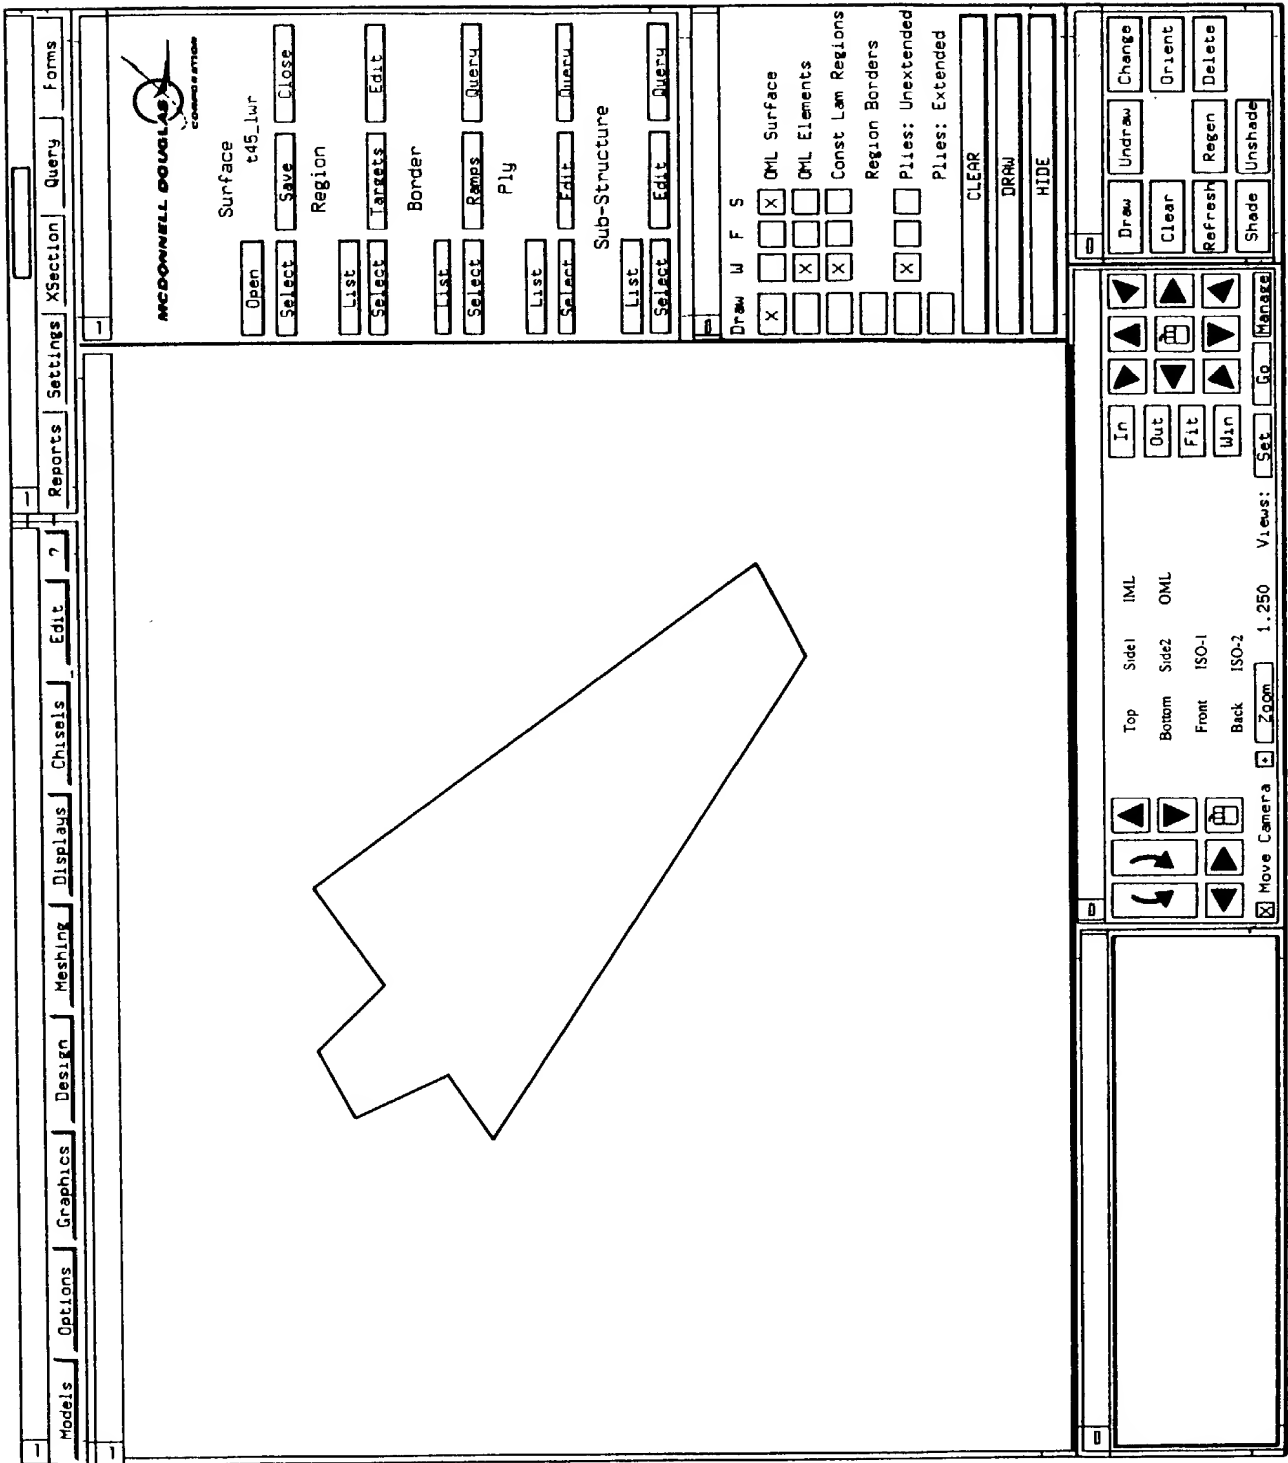 Models Options Graphics Design Meshing Displays Chisels Edit ? Reports Settings XSection Query Forms
MCDONNELL DOUGLAS
CORPORATION
Surface
Open t45_lwr
Select Save Close
Region
List
Select Targets Edit
Border
List
Select Ramps Query
Ply
List
Select Edit Query
Sub-Structure
List
Select Edit Query
Draw W F S
X X OML Surface
X OML Elements
X Const Lam Regions
Region Borders
X Plies: Unextended
Plies: Extended
CLEAR
DRAW
HIDE
Top Side1 IML In
Bottom Side2 OML Out
Front ISO-1 Fit
Back ISO-2 Win
X Move Camera + Zoom 1.250 Views: Set Go Manage
Draw Undraw Change
Clear Orient
Refresh Regen Delete
Shade Unshade